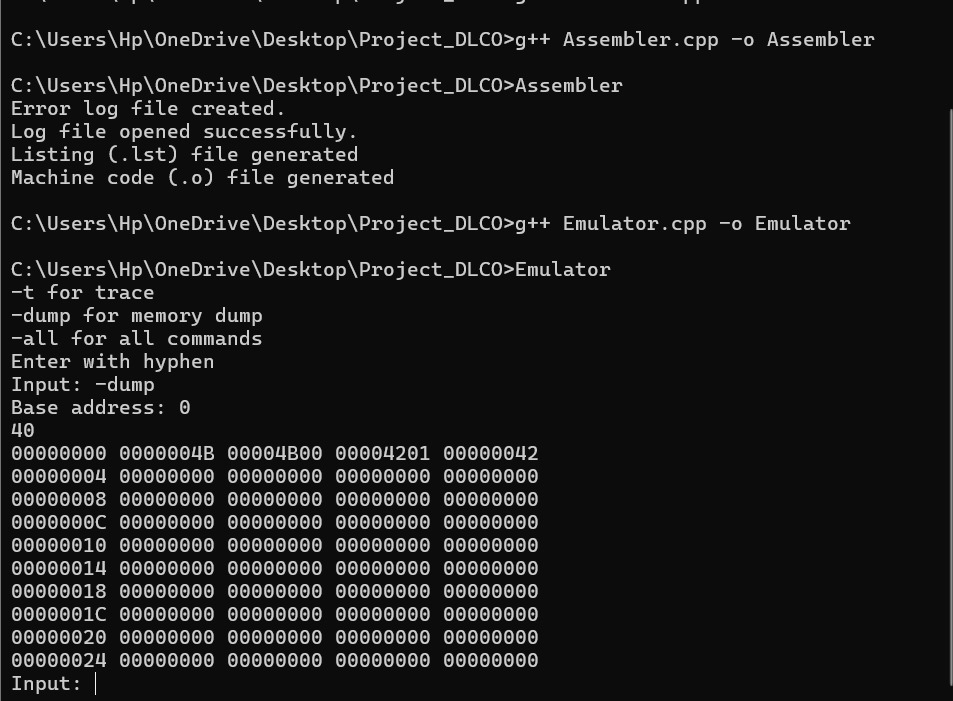 C:\Users\Hp\OneDrive\Desktop\Project_DLCO>g++ Assembler.cpp -o Assembler
C:\Users\Hp\OneDrive\Desktop\Project_DLCO>Assembler
Error log file created.
Log file opened successfully.
Listing (.lst) file generated
Machine code (.o) file generated
C:\Users\Hp\OneDrive\Desktop\Project_DLCO>g++ Emulator.cpp -o Emulator
C:\Users\Hp\OneDrive\Desktop\Project_DLCO>Emulator
-t for trace
-dump for memory dump
-all for all commands
Enter with hyphen
Input: -dump
Base address: 0
40
00000000 0000004B 00004B00 00004201 00000042
00000004 00000000 00000000 00000000 00000000
00000008 00000000 00000000 00000000 00000000
0000000C 00000000 00000000 00000000 00000000
00000010 00000000 00000000 00000000 00000000
00000014 00000000 00000000 00000000 00000000
00000018 00000000 00000000 00000000 00000000
0000001C 00000000 00000000 00000000 00000000
00000020 00000000 00000000 00000000 00000000
00000024 00000000 00000000 00000000 00000000
Input: